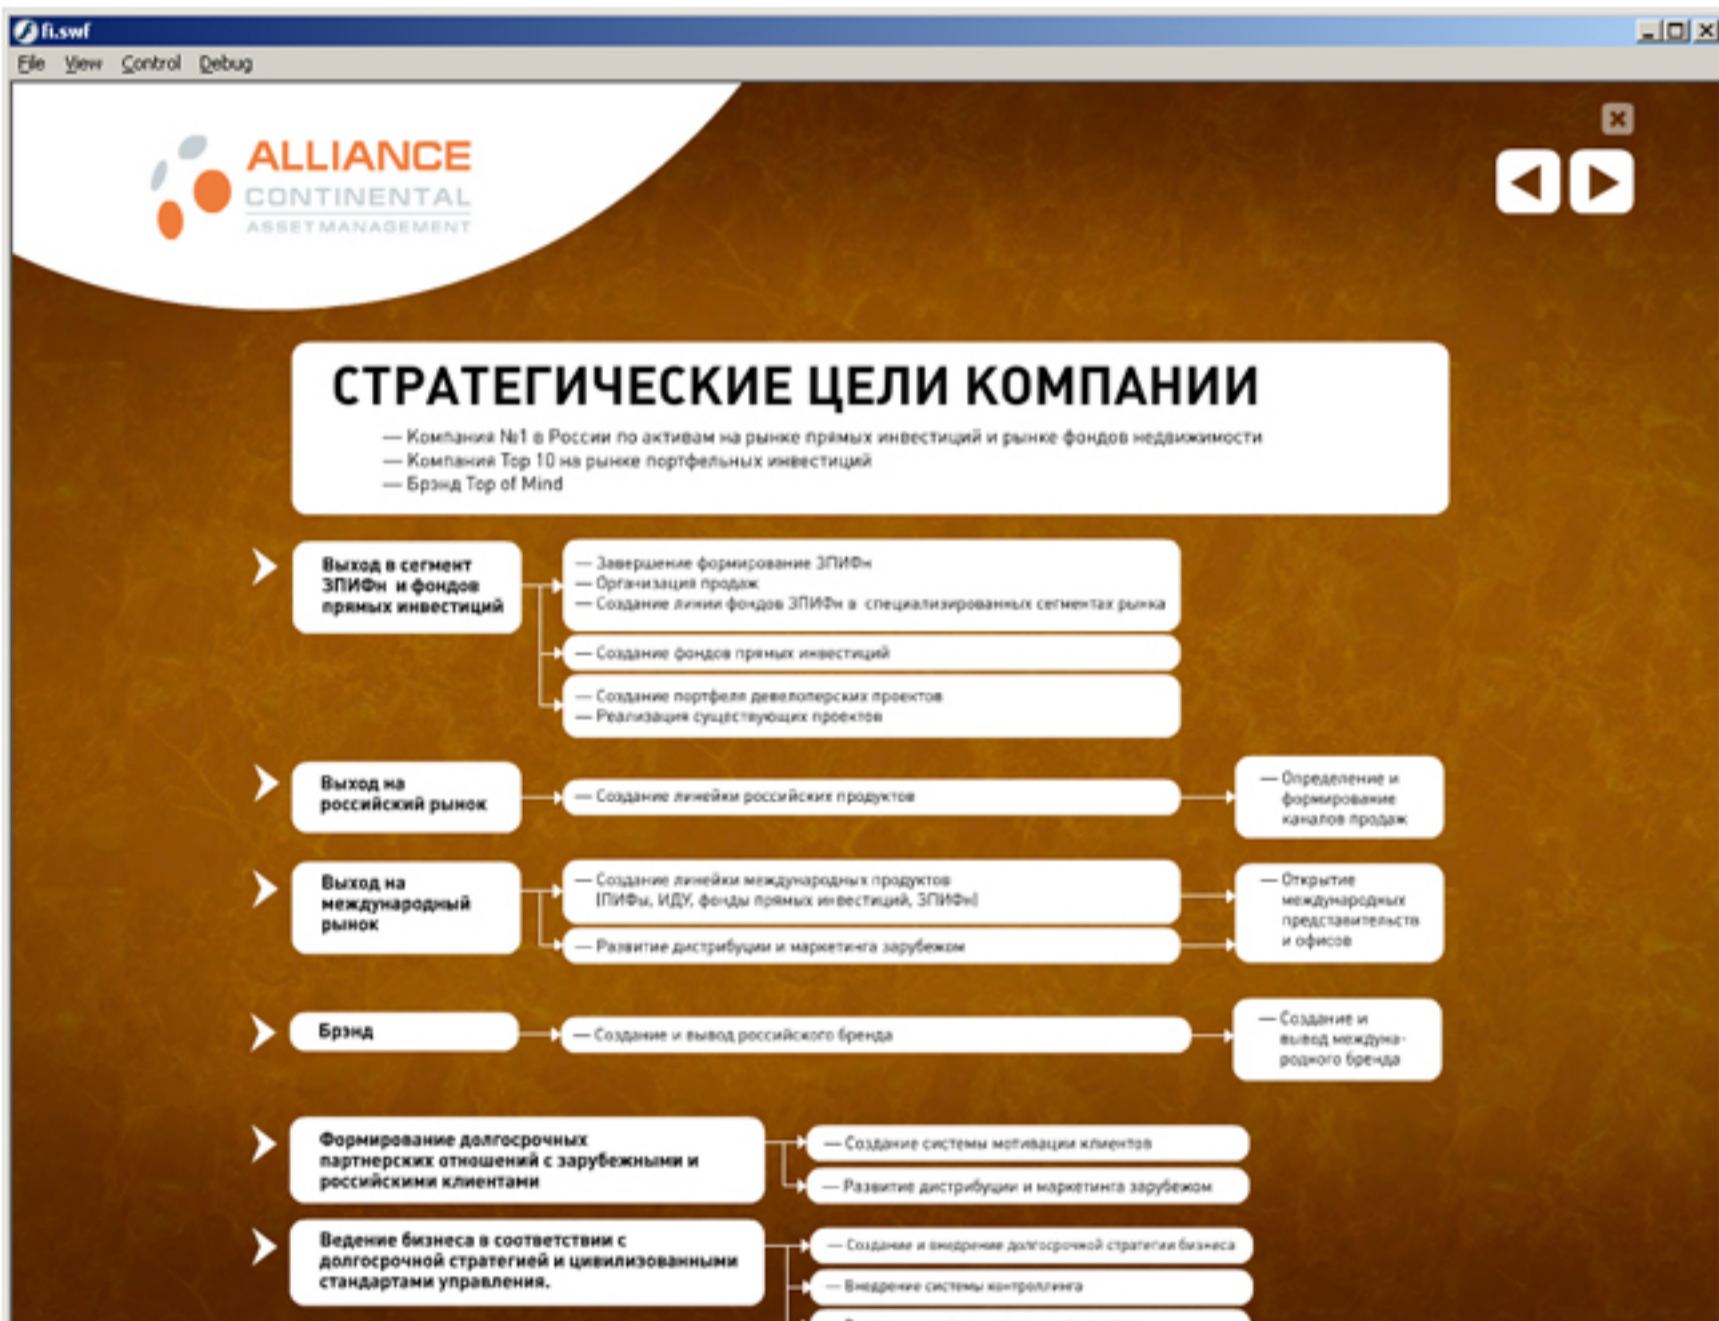 fi.swf
File View Control Debug
ALLIANCE
CONTINENTAL
ASSET MANAGEMENT
СТРАТЕГИЧЕСКИЕ ЦЕЛИ КОМПАНИИ
— Компания №1 в России по активам на рынке прямых инвестиций и рынке фондов недвижимости
— Компания Top 10 на рынке портфельных инвестиций
— Брэнд Top of Mind
Выход в сегмент
ЗПИФн и фондов
прямых инвестиций
— Завершение формирование ЗПИФн
— Организация продаж
— Создание линии фондов ЗПИФн в специализированных сегментах рынка
— Создание фондов прямых инвестиций
— Создание портфеля девелоперских проектов
— Реализация существующих проектов
Выход на
российский рынок
— Создание линейки российских продуктов
— Определение и
формирование
каналов продаж
Выход на
международный
рынок
— Создание линейки международных продуктов
(ПИФы, ИДУ, фонды прямых инвестиций, ЗПИФн)
— Развитие дистрибуции и маркетинга зарубежом
— Открытие
международных
представительств
и офисов
Брэнд
— Создание и вывод российского бренда
— Создание и
вывод междуна-
родного бренда
Формирование долгосрочных
партнерских отношений с зарубежными и
российскими клиентами
— Создание системы мотивации клиентов
— Развитие дистрибуции и маркетинга зарубежом
Ведение бизнеса в соответствии с
долгосрочной стратегией и цивилизованными
стандартами управления.
— Создание и внедрение долгосрочной стратегии бизнеса
— Внедрение системы контроллинга